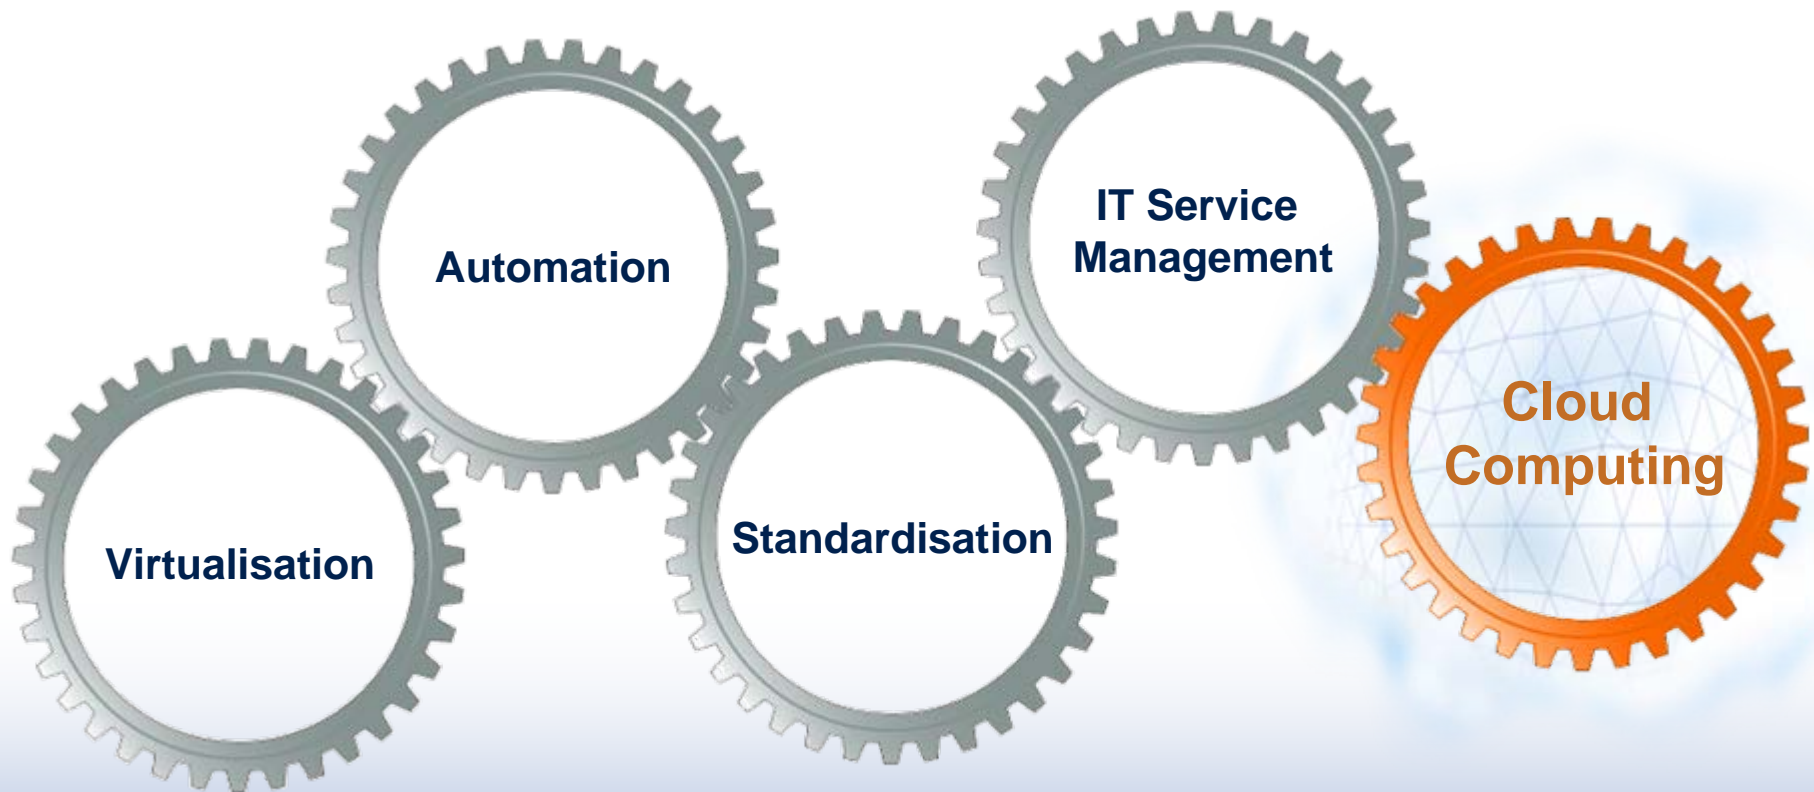 Virtualisation
Automation
Standardisation
IT Service
Management
Cloud
Computing